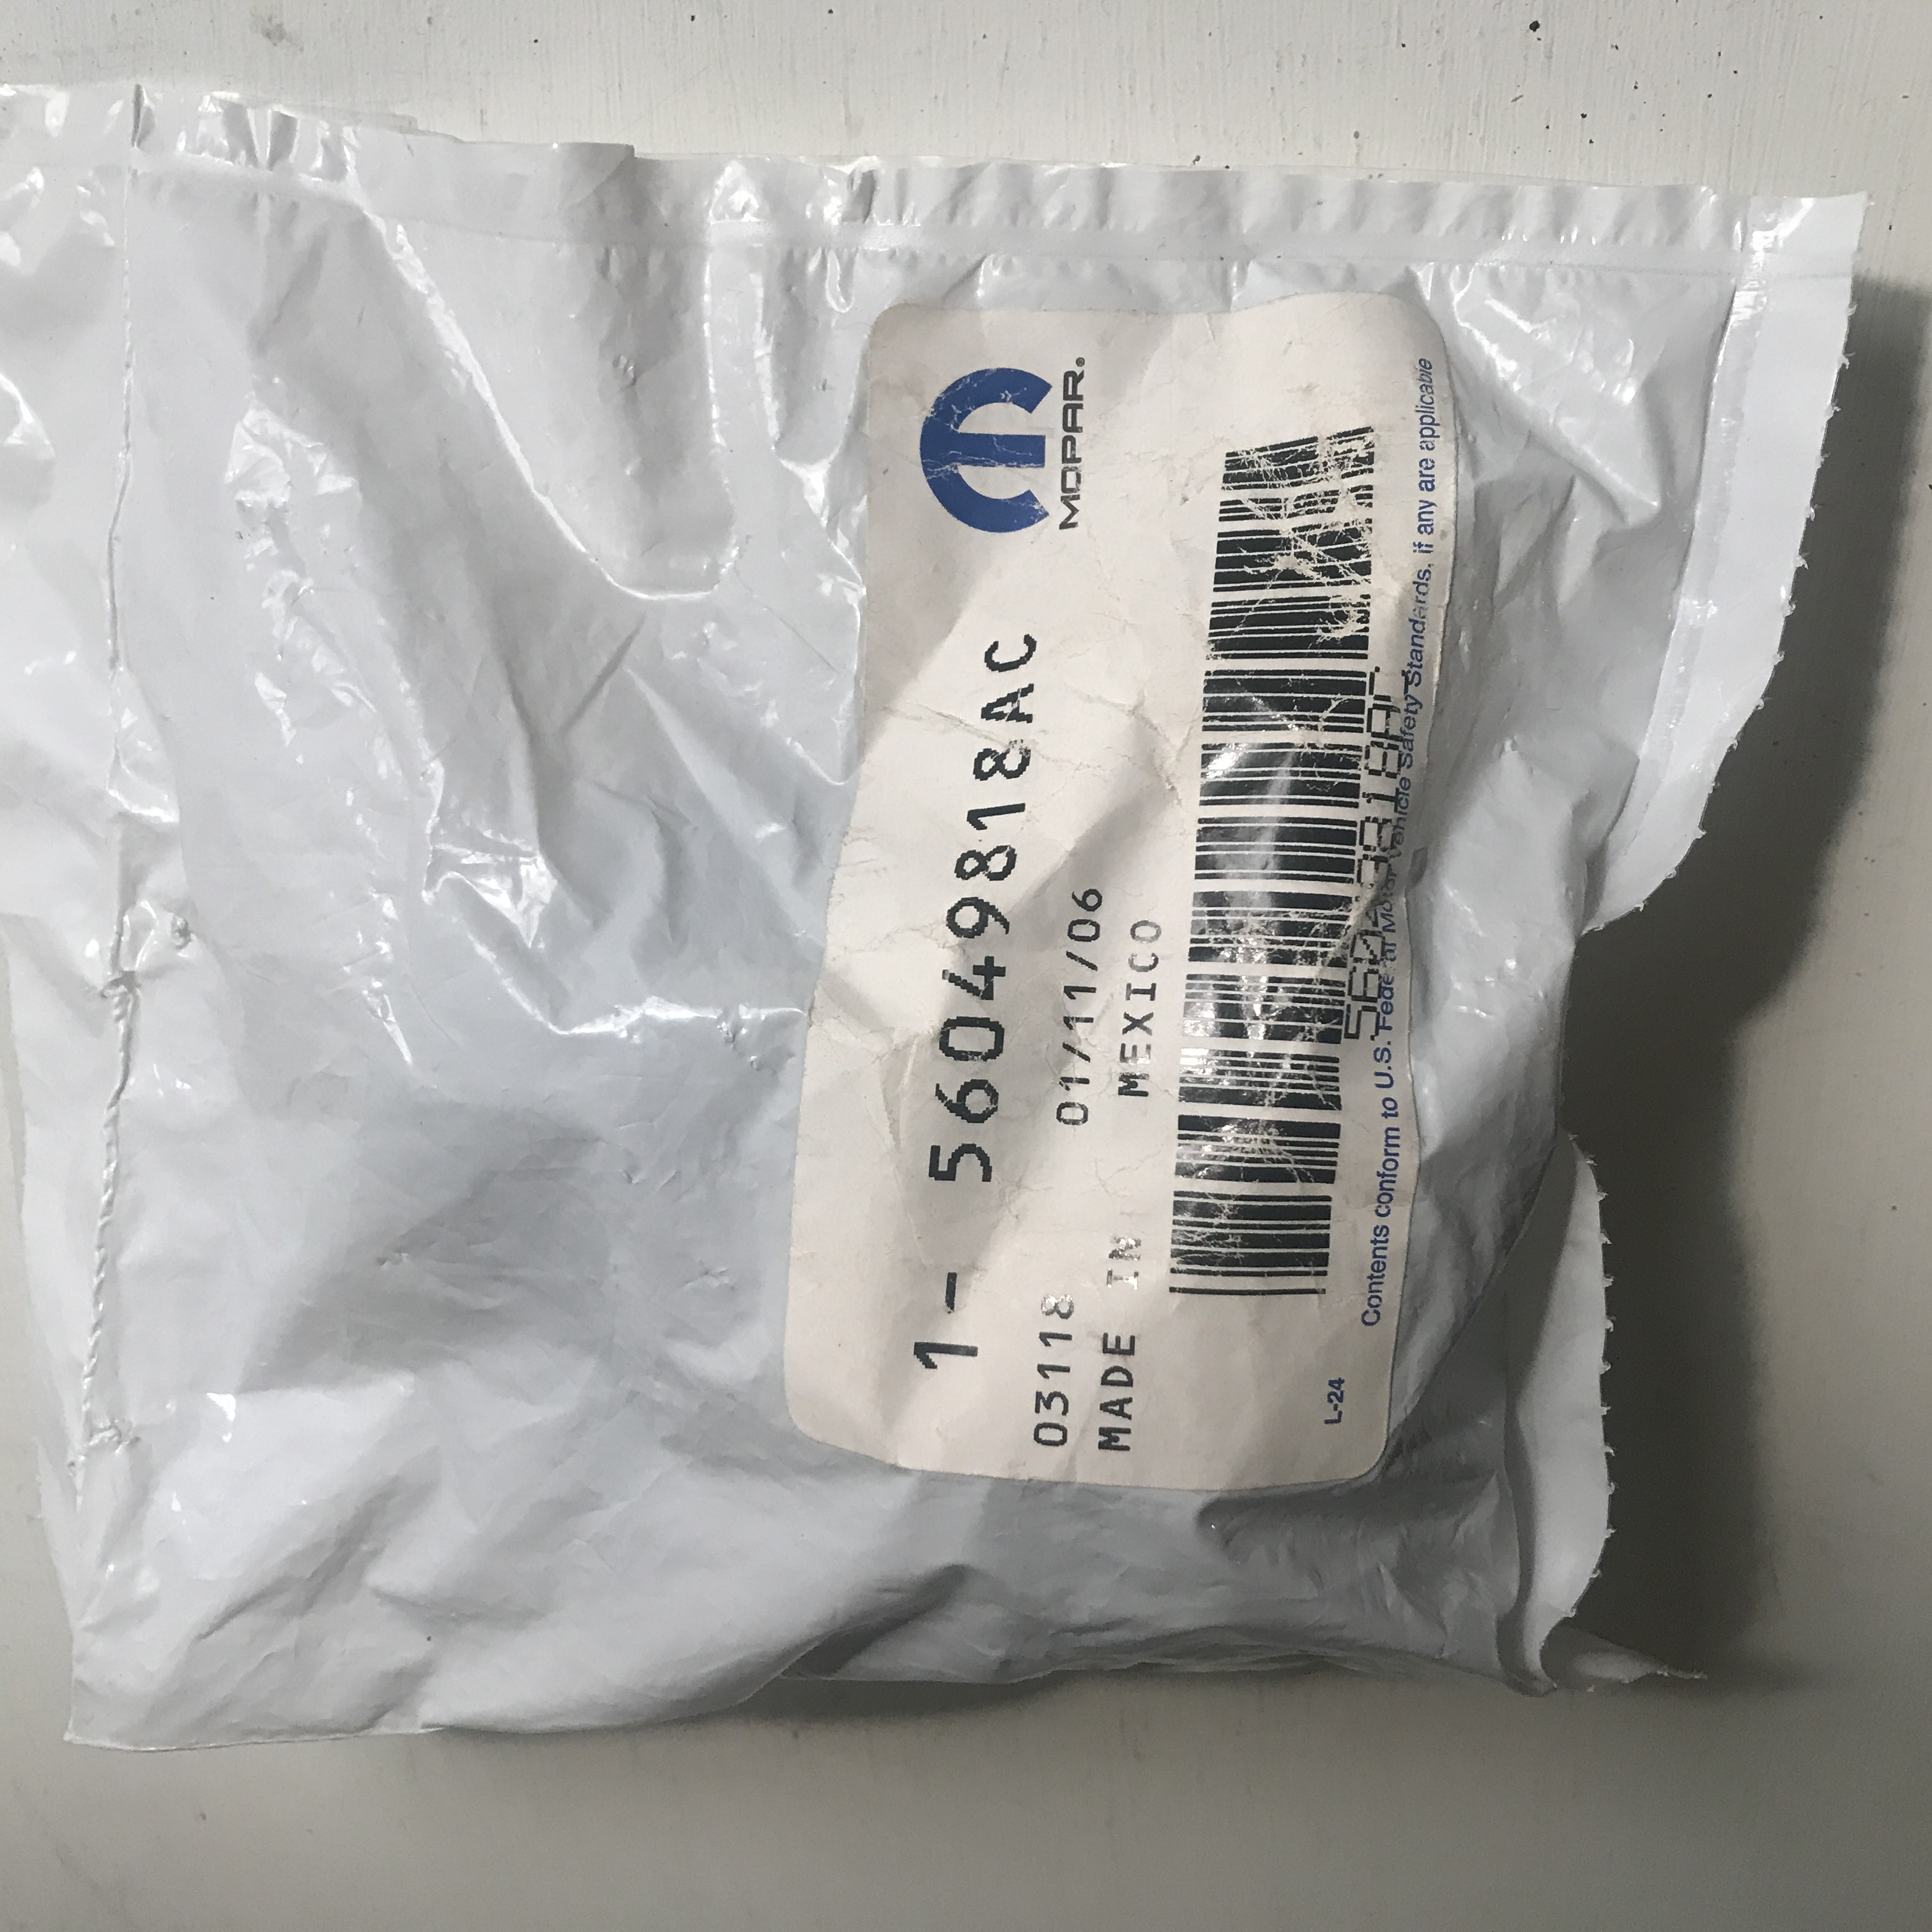 MOPAR®
1- 56049818AC
03118 01/11/06
MADE IN MEXICO
56049818AC
Contents conform to U.S. Federal Motor Vehicle Safety Standards, if any are applicable
L-24